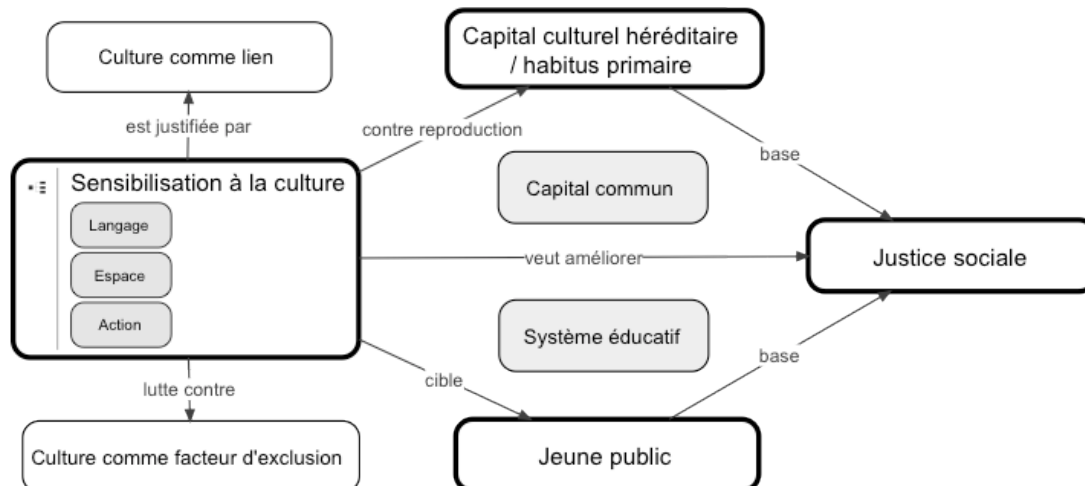 Culture comme lien
Capital culturel héréditaire
/ habitus primaire
est justifiée par
contre reproduction
base
Sensibilisation à la culture
Langage
Espace
Action
Capital commun
veut améliorer
Justice sociale
Système éducatif
base
cible
lutte contre
Culture comme facteur d'exclusion
Jeune public